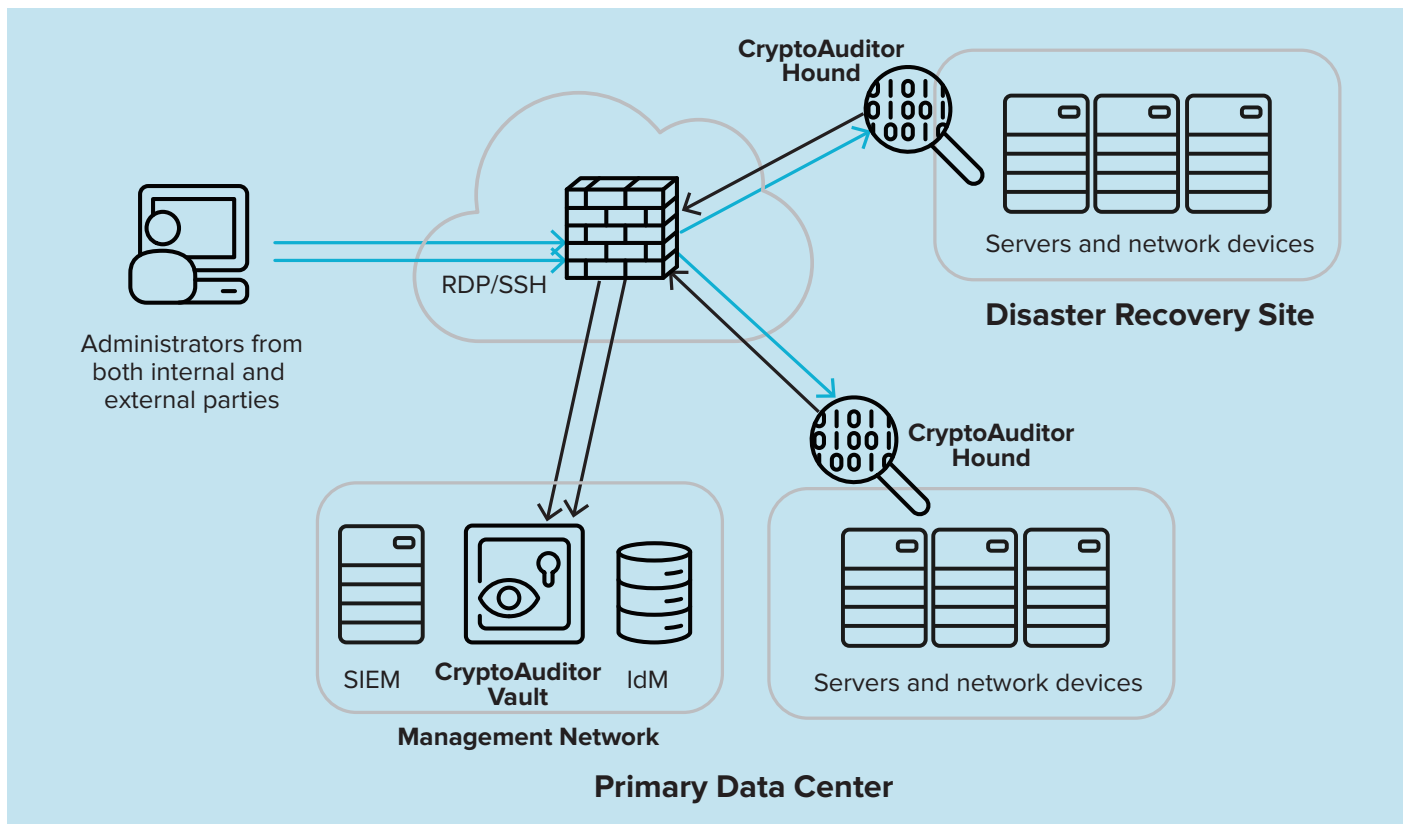 CryptoAuditor
Hound
Servers and network devices
Disaster Recovery Site
RDP/SSH
Administrators from
both internal and
external parties
CryptoAuditor
Hound
Servers and network devices
SIEM
CryptoAuditor
Vault
IdM
Management Network
Primary Data Center